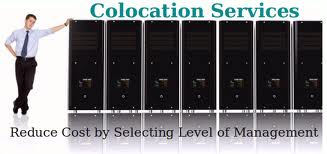 Colocation Services
Reduce Cost by Selecting Level of Management